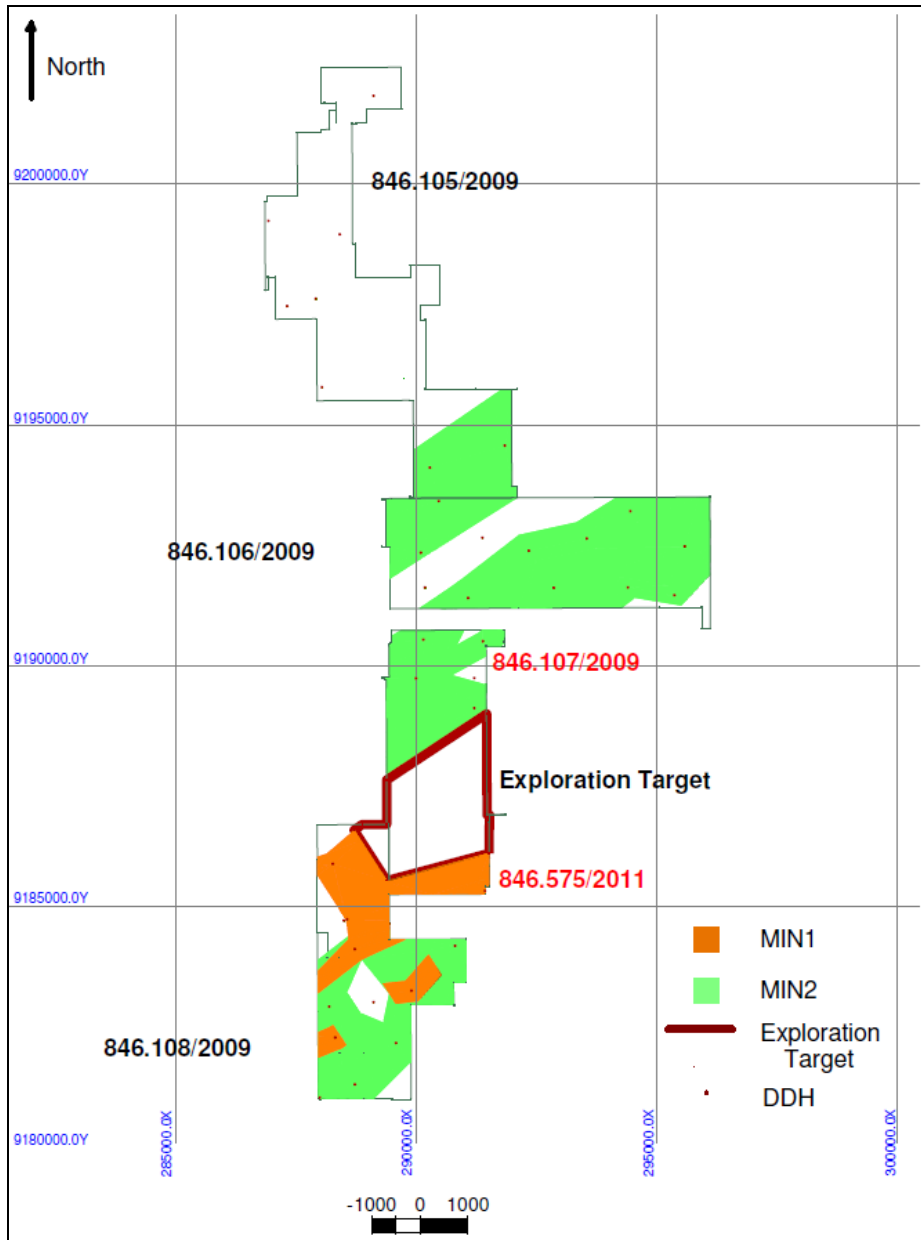 North
9200000.0Y
846.105/2009
9195000.0Y
846.106/2009
9190000.0Y
846.107/2009
Exploration Target
846.575/2011
9185000.0Y
MIN1
MIN2
Exploration
Target
DDH
846.108/2009
9180000.0Y
285000.0X
290000.0X
295000.0X
300000.0X
-1000 0 1000